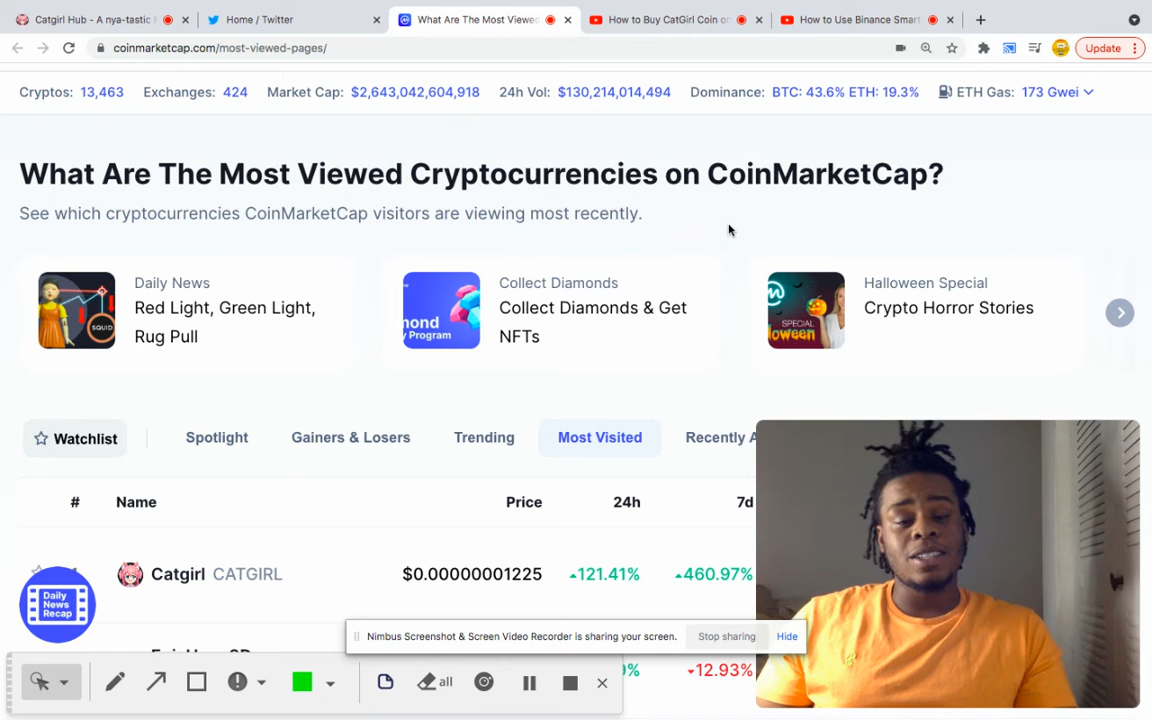 Catgirl Hub - A nya-tastic
Home / Twitter
What Are The Most Viewed
How to Buy CatGirl Coin on
How to Use Binance Smart
coinmarketcap.com/most-viewed-pages/
Update
Cryptos: 13,463 Exchanges: 424 Market Cap: $2,643,042,604,918 24h Vol: $130,214,014,494 Dominance: BTC: 43.6% ETH: 19.3% ETH Gas: 173 Gwei
What Are The Most Viewed Cryptocurrencies on CoinMarketCap?
See which cryptocurrencies CoinMarketCap visitors are viewing most recently.
SQUID
Daily News
Red Light, Green Light,
Rug Pull
mond
y Program
Collect Diamonds
Collect Diamonds & Get
NFTs
SPECIAL
Halloween Special
Crypto Horror Stories
Watchlist Spotlight Gainers & Losers Trending Most Visited Recently A
# Name Price 24h 7d
Catgirl CATGIRL $0.00000001225 121.41% 460.97%
Daily
News
Recap
Nimbus Screenshot & Screen Video Recorder is sharing your screen. Stop sharing Hide
12.93%
all